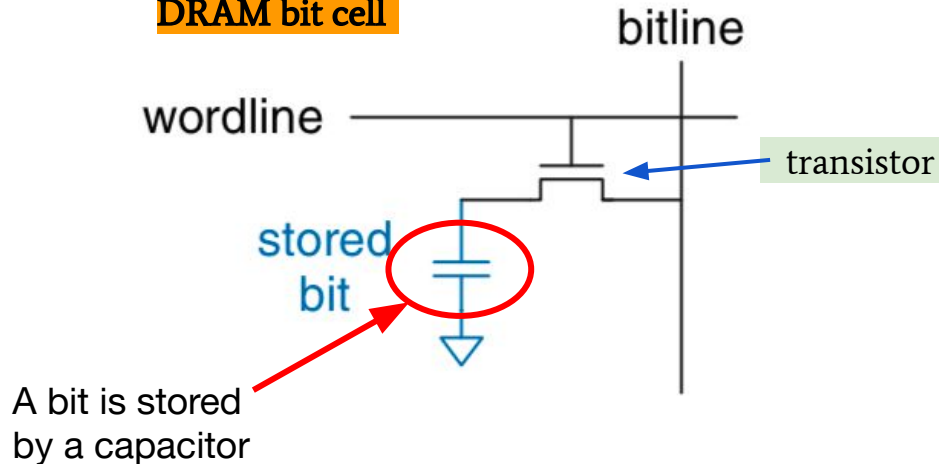 DRAM bit cell
bitline
wordline
transistor
stored
bit
A bit is stored
by a capacitor